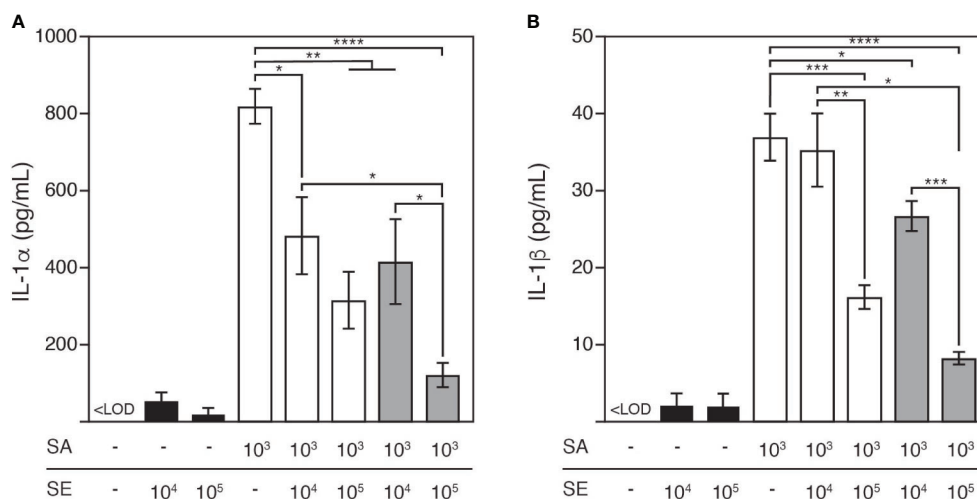 A
1000
800
600
400
200
IL-1α (pg/mL)
****
**
*
*
*
<LOD
SA - - - 10³ 10³ 10³ 10³ 10³
SE - 10⁴ 10⁵ - 10⁴ 10⁵ 10⁴ 10⁵
B
50
40
30
20
10
IL-1β (pg/mL)
****
*
***
*
**
***
<LOD
SA - - - 10³ 10³ 10³ 10³ 10³
SE - 10⁴ 10⁵ - 10⁴ 10⁵ 10⁴ 10⁵